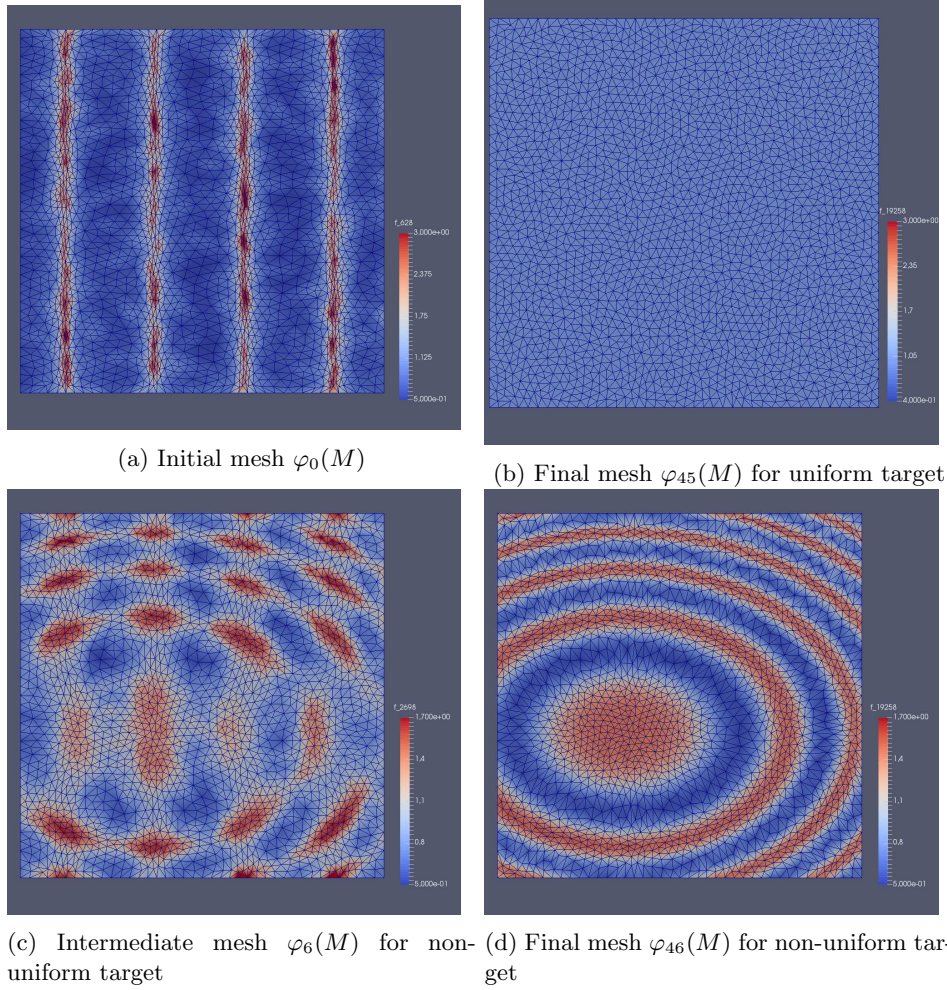 f_628
3,000e+00
2,375
1,75
1,125
5,000e-01
(a) Initial mesh φ₀(M)
f_19258
3,000e+00
2,35
1,7
1,05
4,000e-01
(b) Final mesh φ₄₅(M) for uniform target
f_2698
1,700e+00
1,4
1,1
0,8
5,000e-01
(c) Intermediate mesh φ₆(M) for non-
uniform target
f_19258
1,700e+00
1,4
1,1
0,8
5,000e-01
(d) Final mesh φ₄₆(M) for non-uniform tar-
get